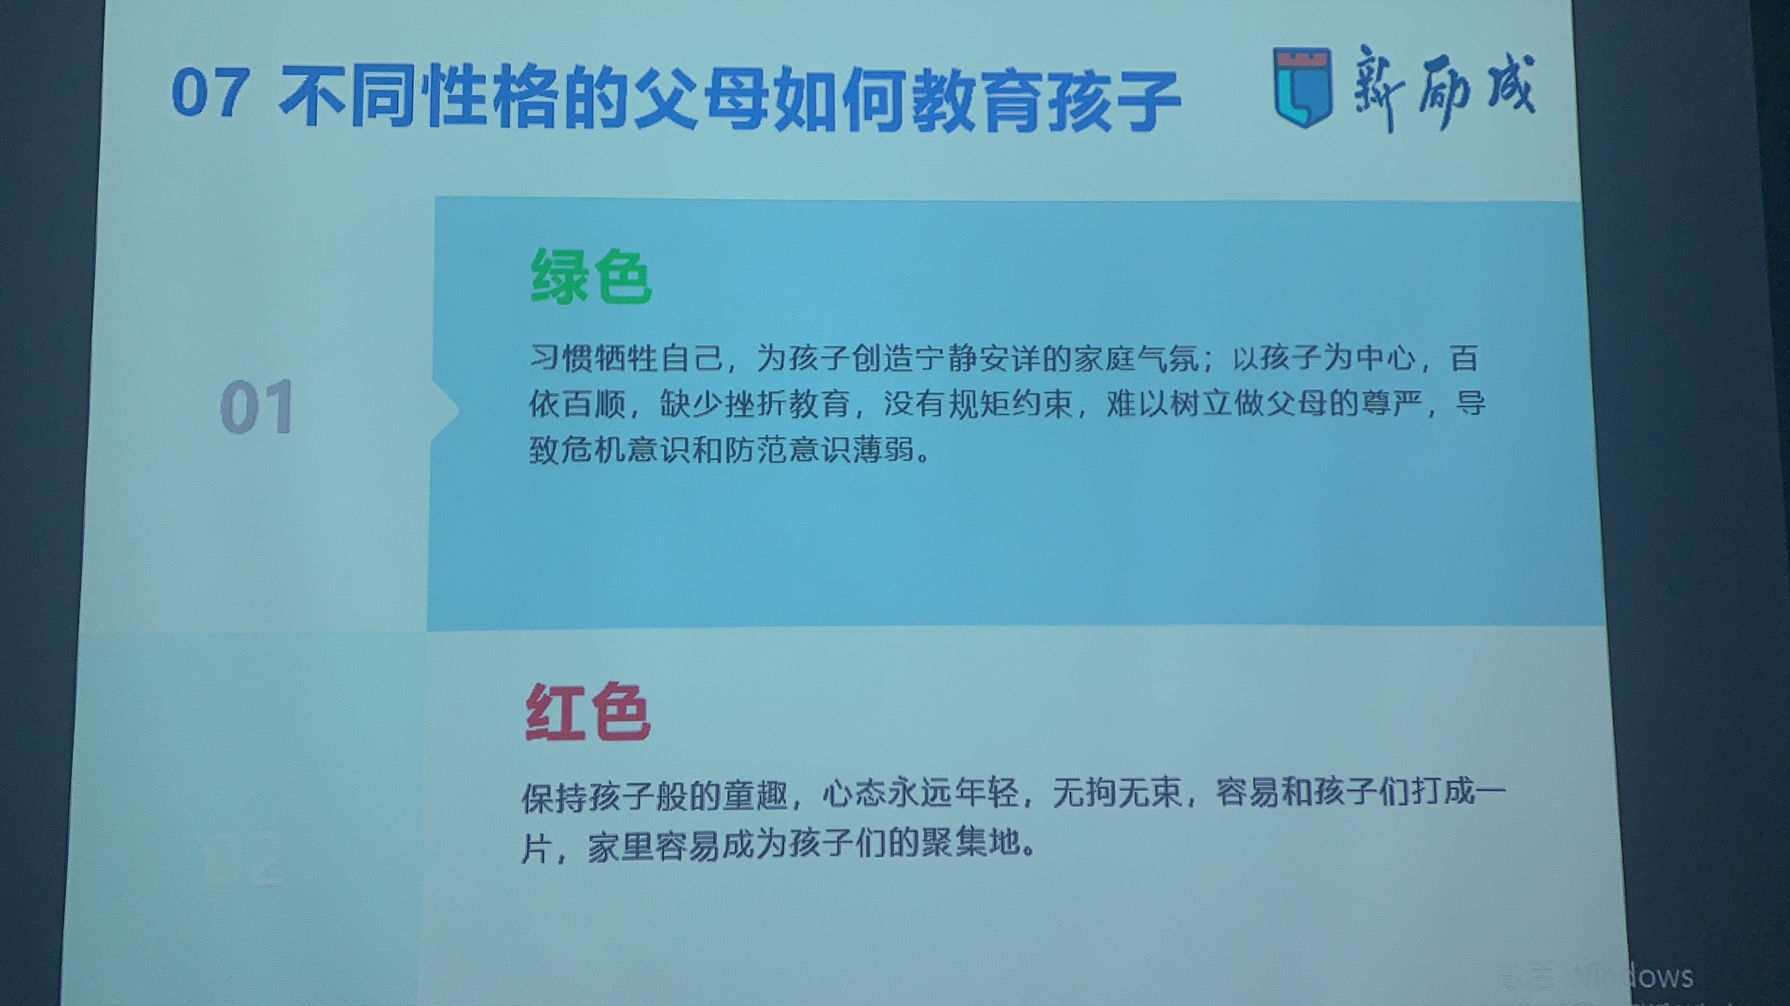 07 不同性格的父母如何教育孩子
新励成
绿色
01
习惯牺牲自己，为孩子创造宁静安详的家庭气氛；以孩子为中心，百
依百顺，缺少挫折教育，没有规矩约束，难以树立做父母的尊严，导
致危机意识和防范意识薄弱。
红色
02
保持孩子般的童趣，心态永远年轻，无拘无束，容易和孩子们打成一
片，家里容易成为孩子们的聚集地。
Windows